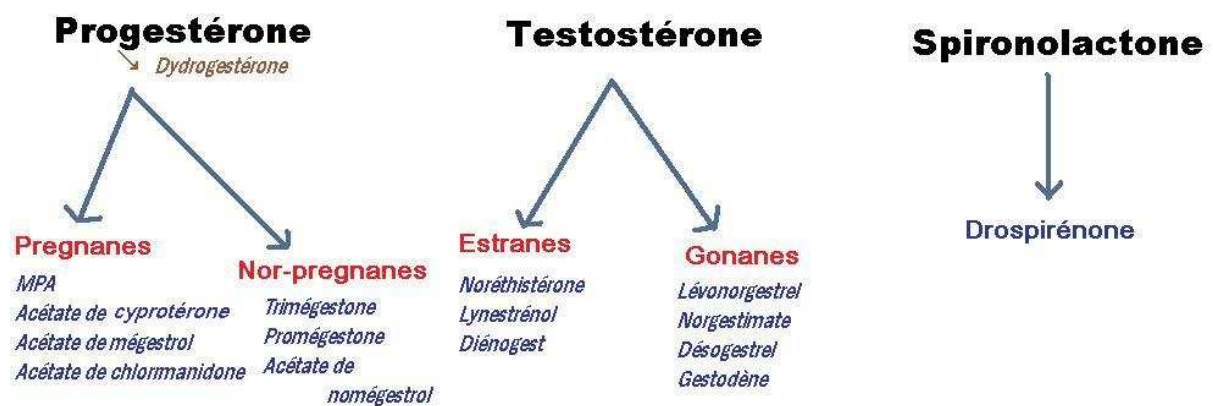 Progestérone
Dydrogestérone
Pregnanes
MPA
Acétate de cyprotérone
Acétate de mégestrol
Acétate de chlormanidone
Nor-pregnanes
Trimégestone
Promégestone
Acétate de
nomégestrol
Testostérone
Estranes
Noréthistérone
Lynestrénol
Diénogest
Gonanes
Lévonorgestrel
Norgestimate
Désogestrel
Gestodène
Spironolactone
Drospirénone